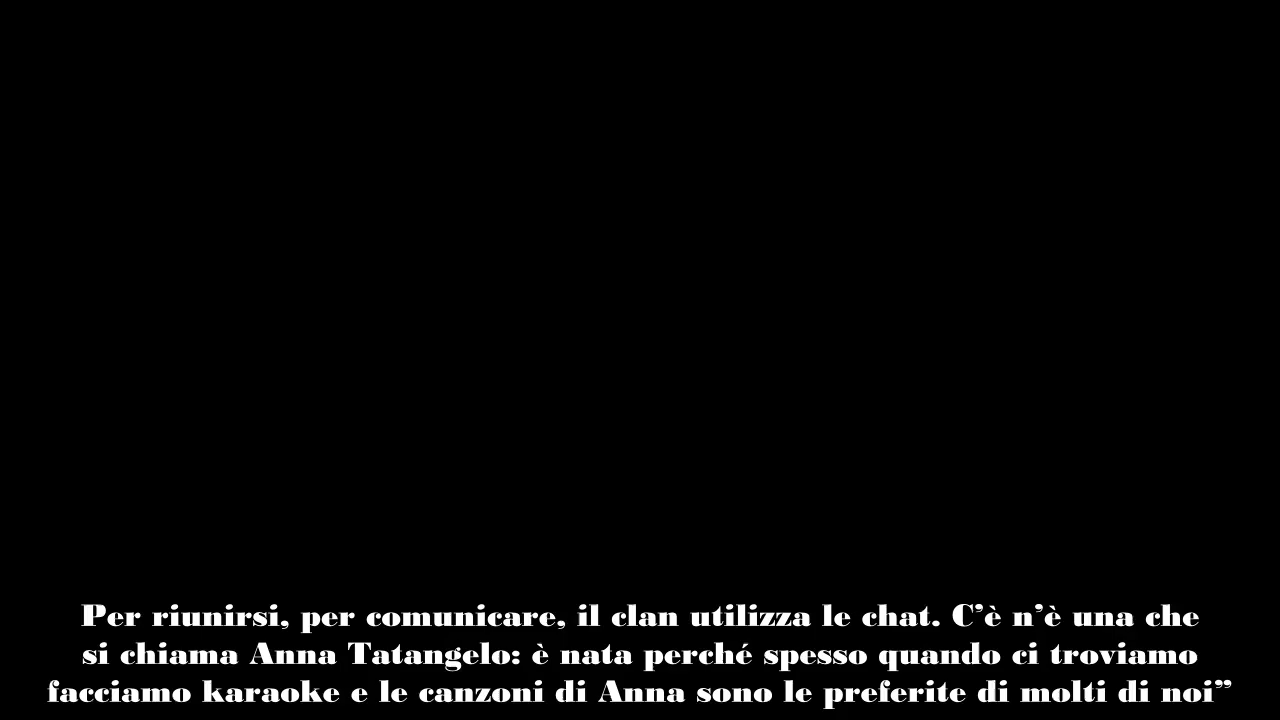 Per riunirsi, per comunicare, il clan utilizza le chat. C’è n’è una che
si chiama Anna Tatangelo: è nata perché spesso quando ci troviamo
facciamo karaoke e le canzoni di Anna sono le preferite di molti di noi”